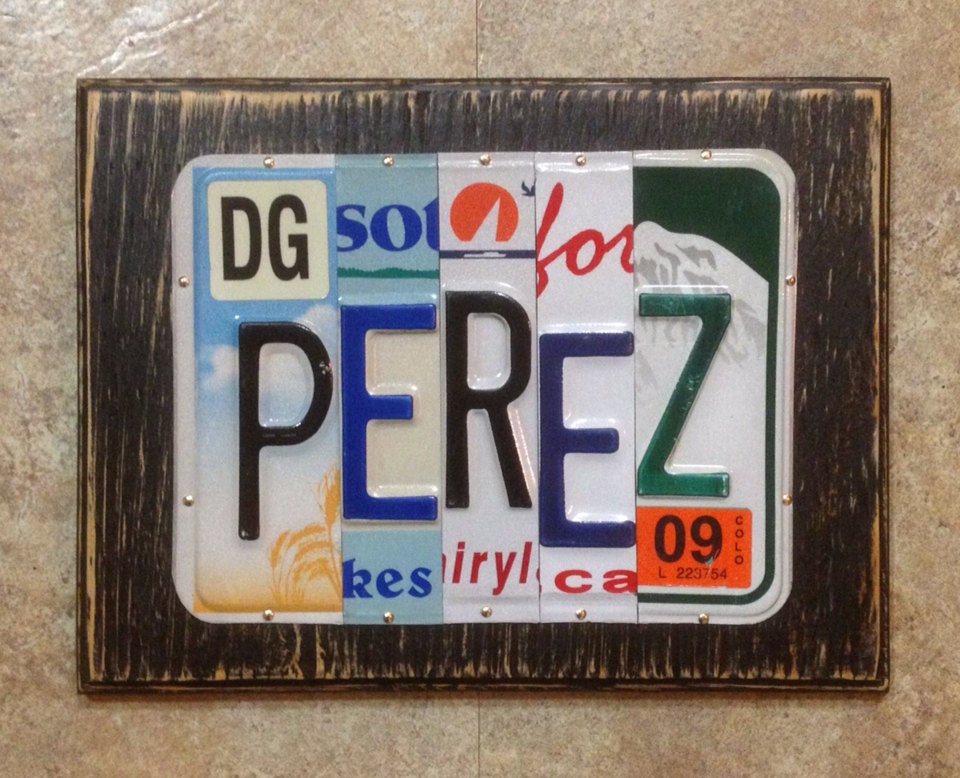 DG
sot
for
PEREZ
09
COLO
L 223754
kes
airyl
ca